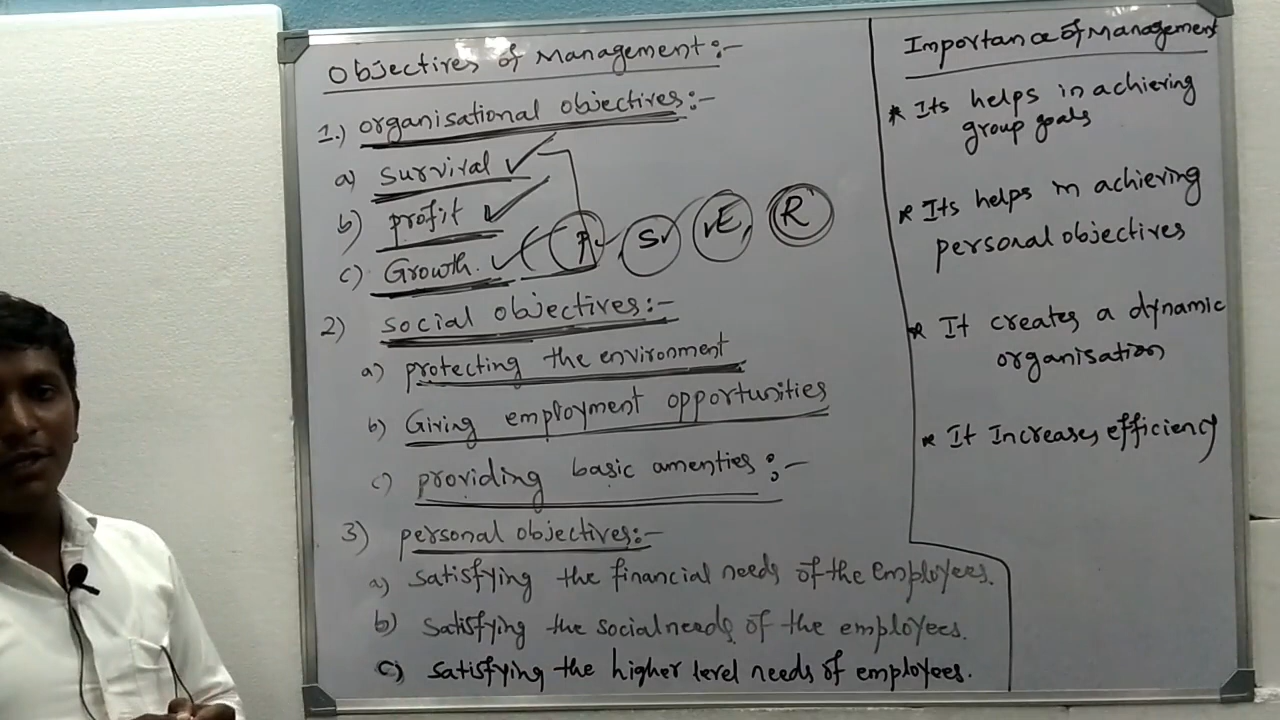 Objectives of Management:-
1.) organisational objectives:-
a) survival
b) profit
c) Growth.
P S E R
2) social objectives:-
a) protecting the environment
b) Giving employment opportunities
c) providing basic amenties:-
3) personal objectives:-
a) satisfying the financial needs of the employees.
b) satisfying the social needs of the employees.
c) satisfying the higher level needs of employees.
Importance of Management
* Its helps in achieving
group goals
* Its helps in achieving
personal objectives
* It creates a dynamic
organisation
* It Increases efficiency